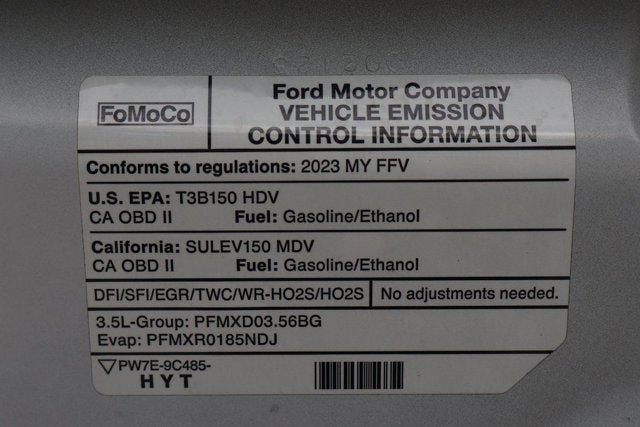 FoMoCo
Ford Motor Company
VEHICLE EMISSION
CONTROL INFORMATION
Conforms to regulations: 2023 MY FFV
U.S. EPA: T3B150 HDV
CA OBD II Fuel: Gasoline/Ethanol
California: SULEV150 MDV
CA OBD II Fuel: Gasoline/Ethanol
DFI/SFI/EGR/TWC/WR-HO2S/HO2S No adjustments needed.
3.5L-Group: PFMXD03.56BG
Evap: PFMXR0185NDJ
PW7E-9C485-
HYT